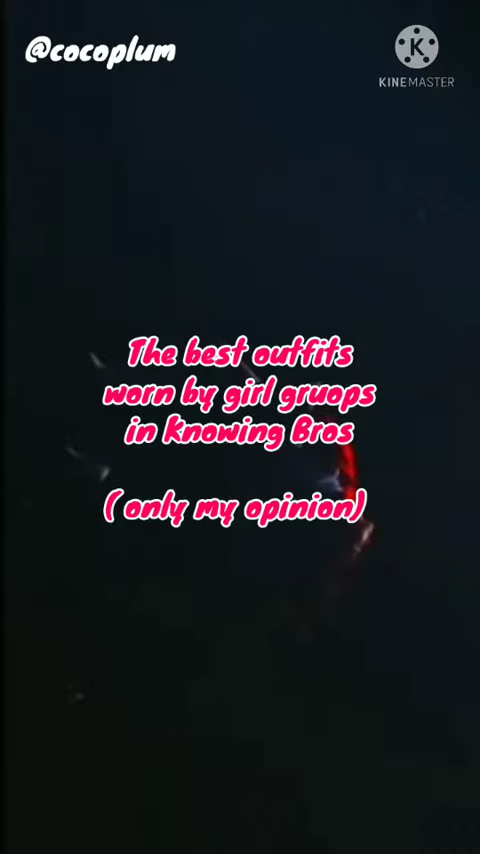 @cocoplum
KINEMASTER
The best outfits
worn by girl gruops
in Knowing Bros
( only my opinion)